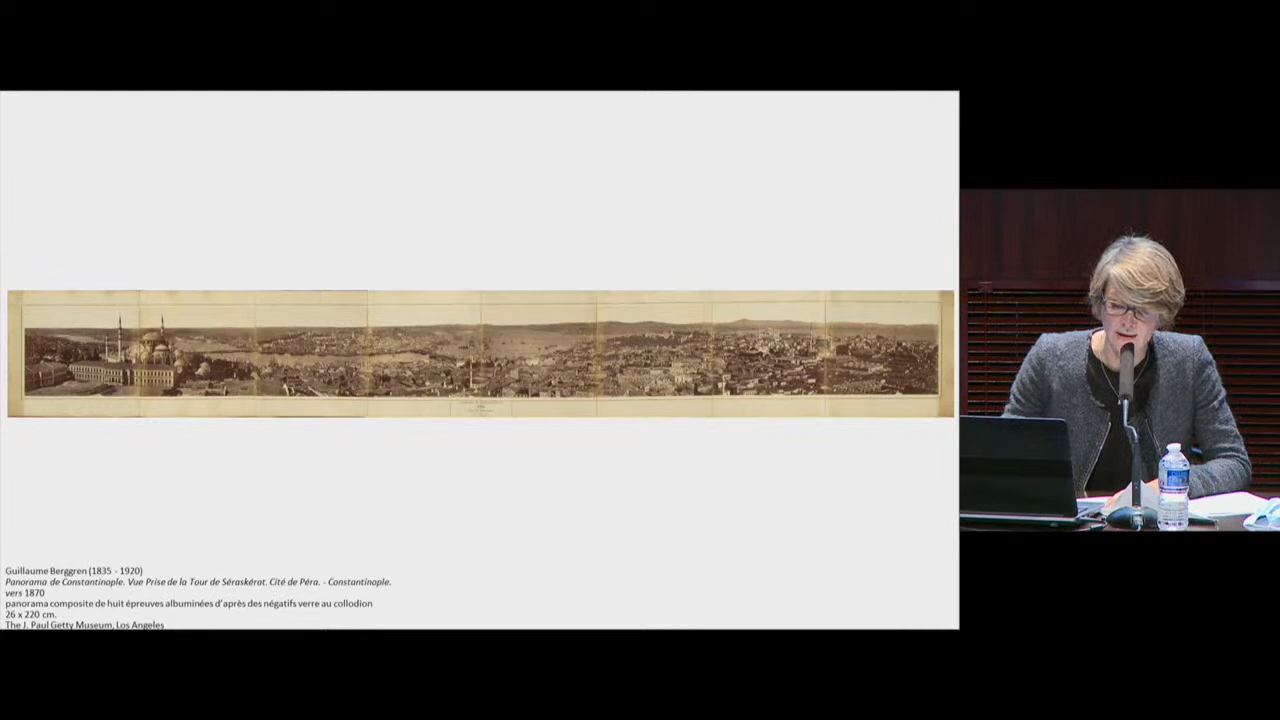 Guillaume Berggren (1835 - 1920)
Panorama de Constantinople. Vue Prise de la Tour de Séraskérat. Cité de Péra. - Constantinople.
vers 1870
panorama composite de huit épreuves albuminées d'après des négatifs verre au collodion
26 x 220 cm.
The J. Paul Getty Museum, Los Angeles